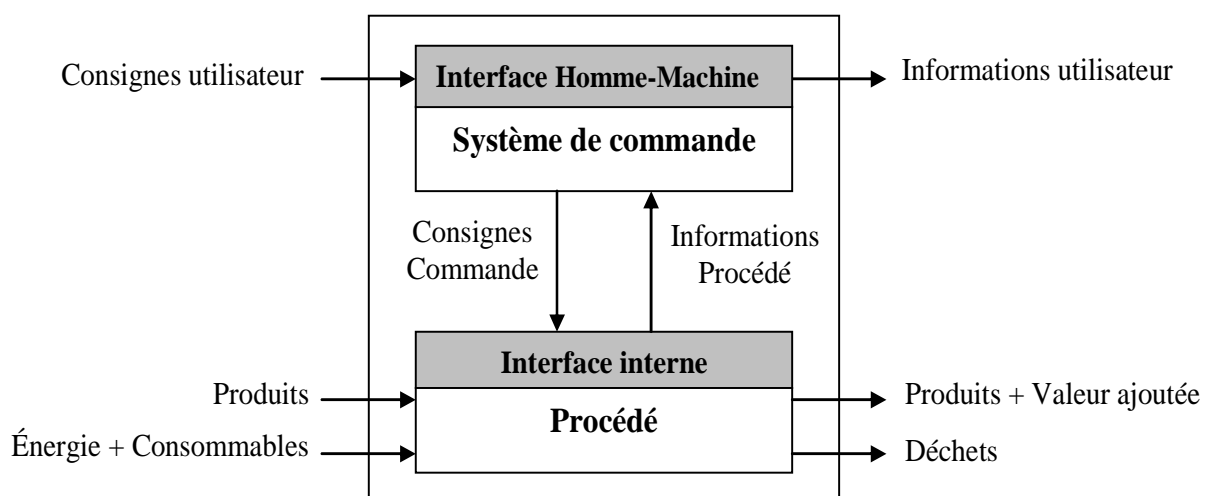 Consignes utilisateur
Interface Homme-Machine
Informations utilisateur
Système de commande
Consignes
Commande
Informations
Procédé
Interface interne
Produits
Procédé
Produits + Valeur ajoutée
Énergie + Consommables
Déchets